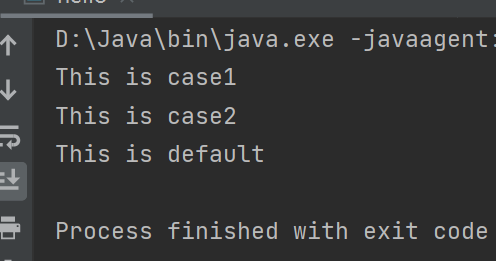 D:\Java\bin\java.exe -javaagent:
This is case1
This is case2
This is default
Process finished with exit code